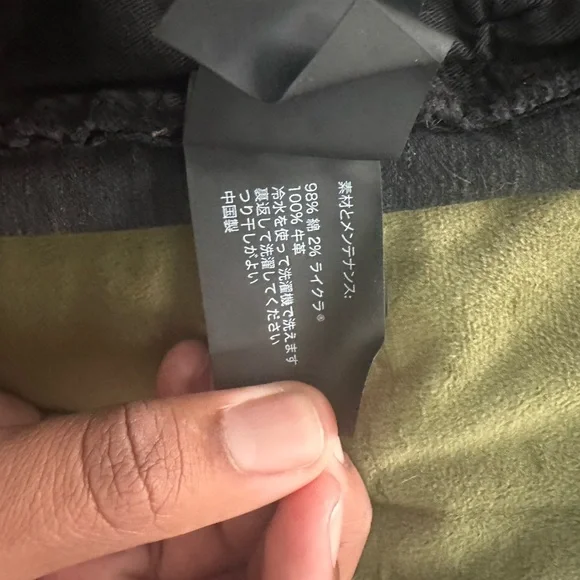 素材とメンテナンス:
98% 綿 2% ライクラ®
100% 牛革
冷水を使って洗濯機で洗えます
裏返して洗濯してください
つり干しがよい
中国製